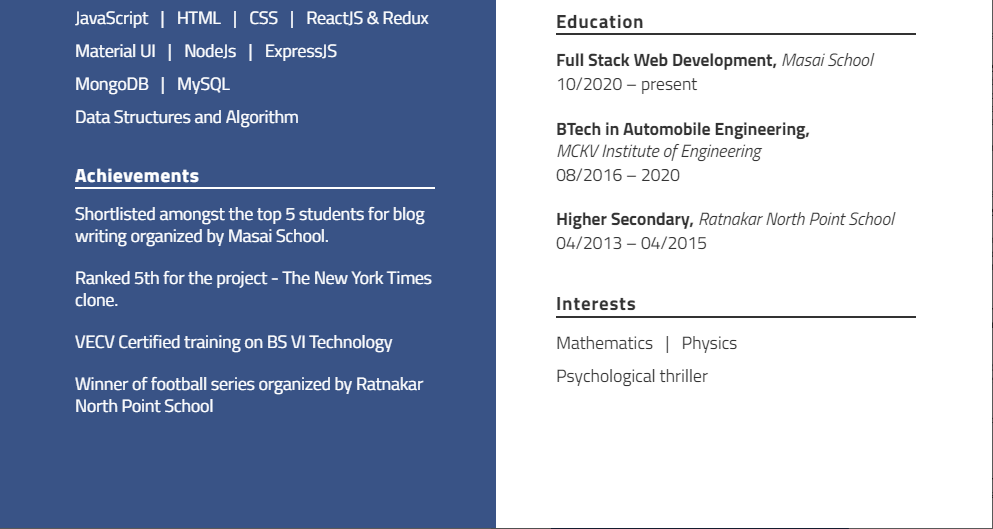 JavaScript | HTML | CSS | ReactJS & Redux
Material UI | NodeJs | ExpressJS
MongoDB | MySQL
Data Structures and Algorithm
Achievements
Shortlisted amongst the top 5 students for blog
writing organized by Masai School.
Ranked 5th for the project - The New York Times
clone.
VECV Certified training on BS VI Technology
Winner of football series organized by Ratnakar
North Point School
Education
Full Stack Web Development, Masai School
10/2020 – present
BTech in Automobile Engineering,
MCKV Institute of Engineering
08/2016 – 2020
Higher Secondary, Ratnakar North Point School
04/2013 – 04/2015
Interests
Mathematics | Physics
Psychological thriller